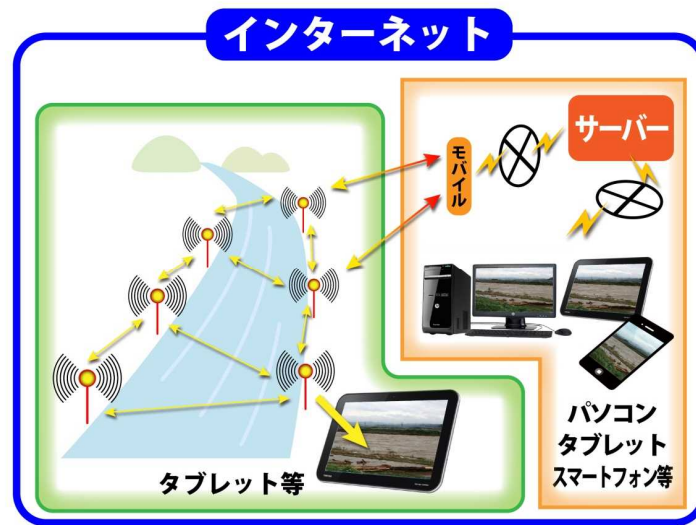 インターネット
サーバー
モバイル
パソコン
タブレット
スマートフォン等
タブレット等